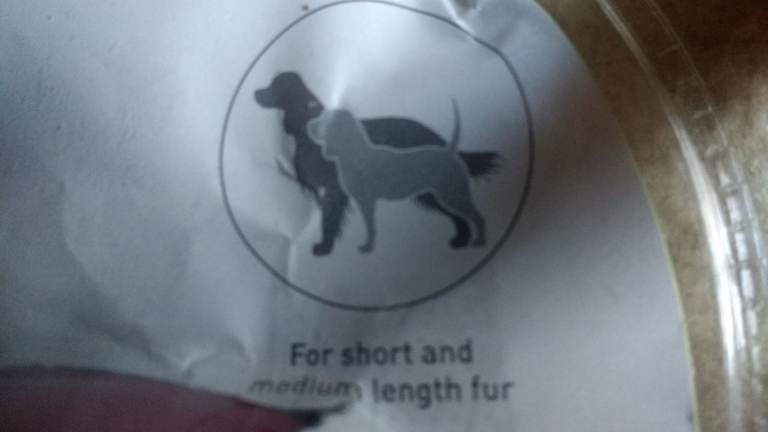 For short and
medium length fur